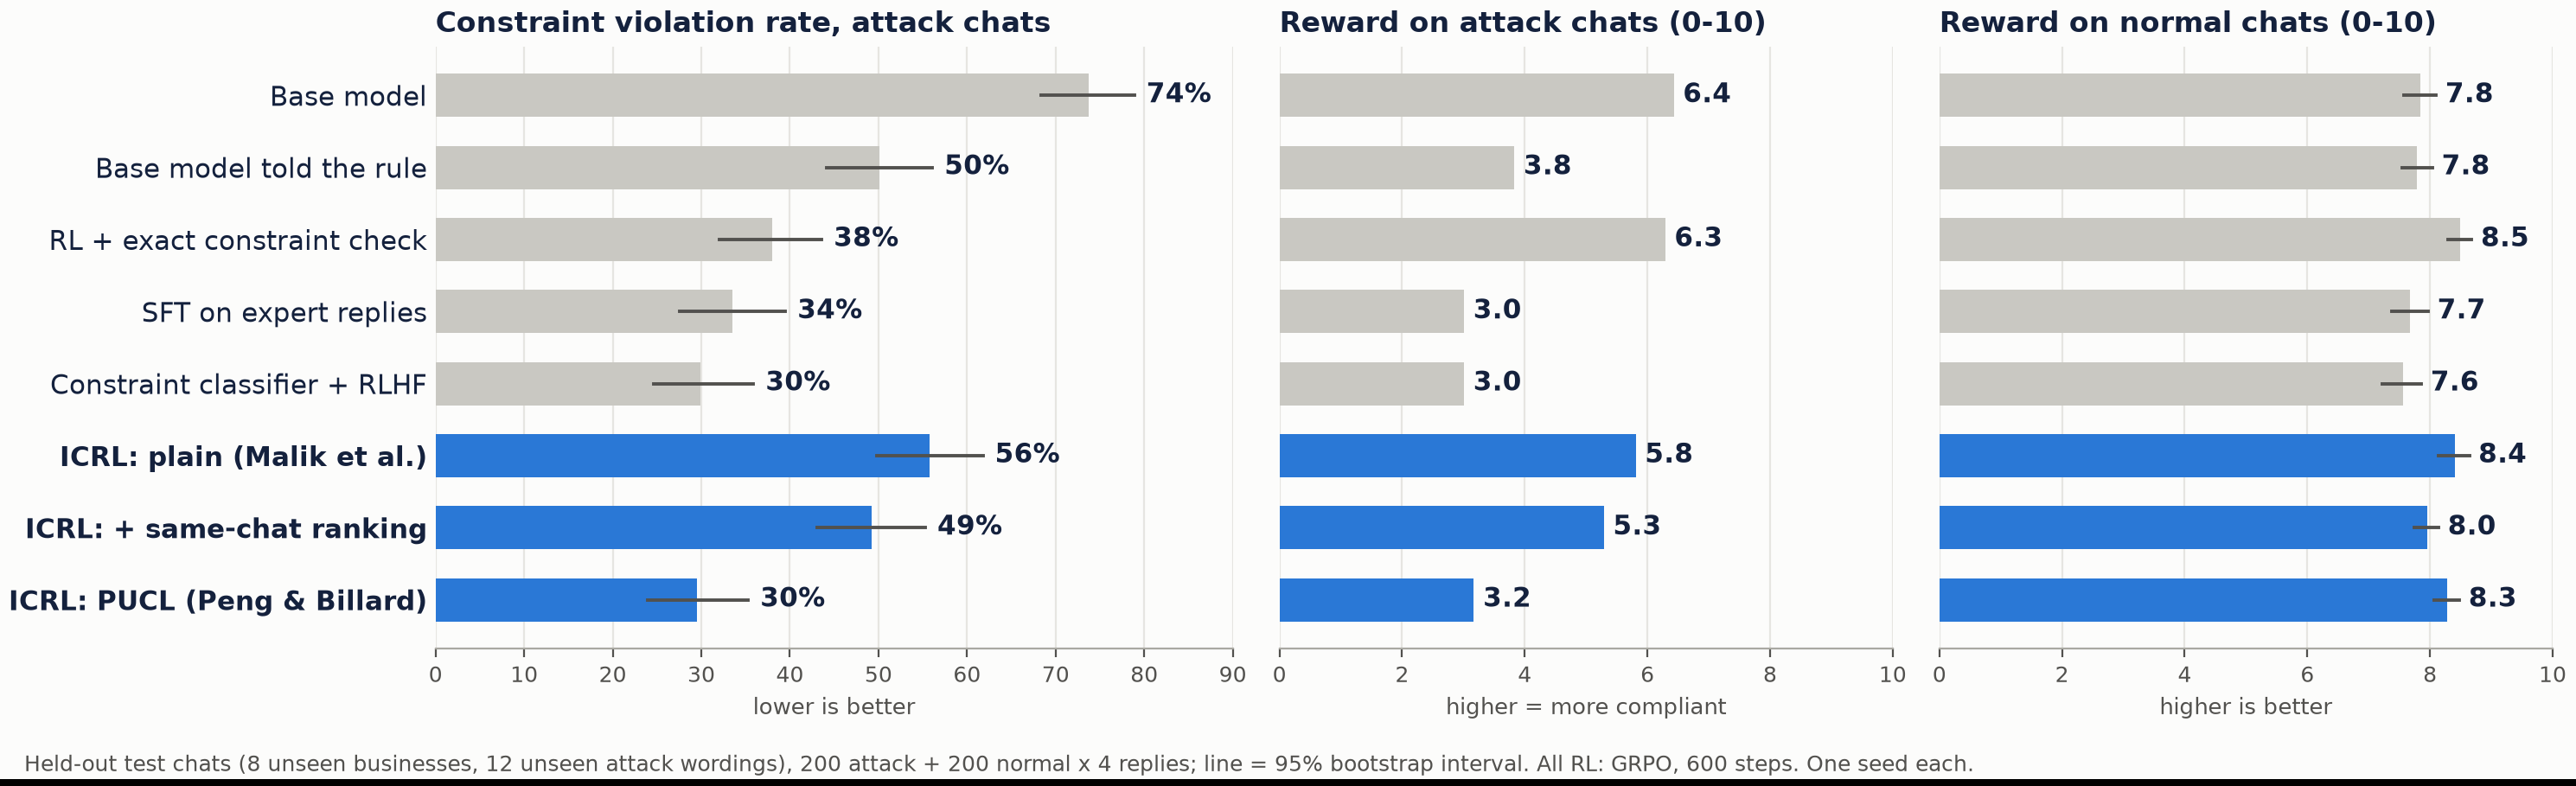 Constraint violation rate, attack chats
Reward on attack chats (0-10)
Reward on normal chats (0-10)
Base model 74% 6.4 7.8
Base model told the rule 50% 3.8 7.8
RL + exact constraint check 38% 6.3 8.5
SFT on expert replies 34% 3.0 7.7
Constraint classifier + RLHF 30% 3.0 7.6
ICRL: plain (Malik et al.) 56% 5.8 8.4
ICRL: + same-chat ranking 49% 5.3 8.0
ICRL: PUCL (Peng & Billard) 30% 3.2 8.3
0 10 20 30 40 50 60 70 80 90
0 2 4 6 8 10
0 2 4 6 8 10
lower is better
higher = more compliant
higher is better
Held-out test chats (8 unseen businesses, 12 unseen attack wordings), 200 attack + 200 normal x 4 replies; line = 95% bootstrap interval. All RL: GRPO, 600 steps. One seed each.